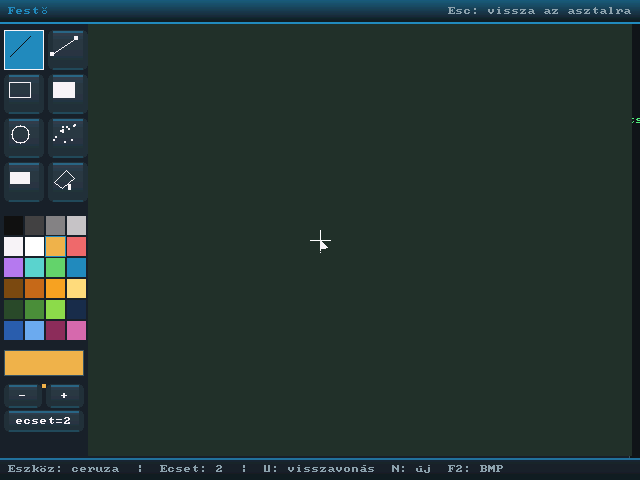 Festő
Esc: vissza az asztalra
-
+
ecset=2
Eszköz: ceruza ¦ Ecset: 2 ¦ U: visszavonás N: új F2: BMP